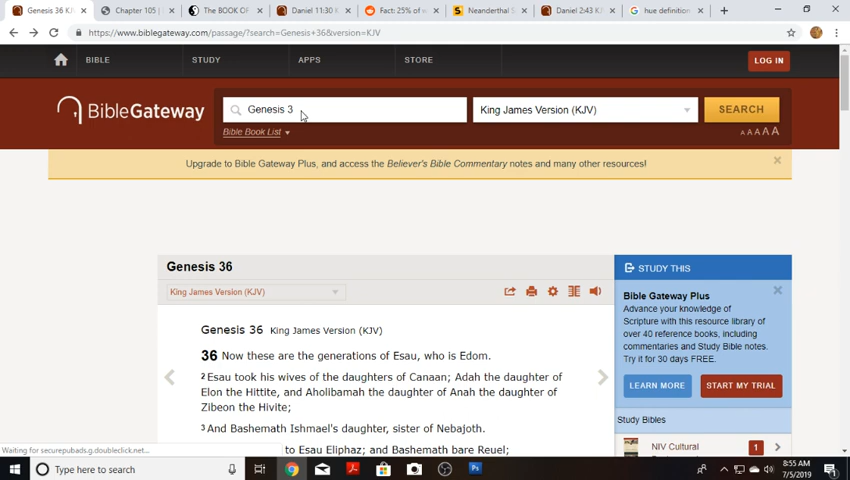 Genesis 36 KJ
Chapter 105 |
The BOOK OF
Daniel 11:30 K
Fact: 25% of w
Neanderthal S
Daniel 2:43 KJ
hue definition
https://www.biblegateway.com/passage/?search=Genesis+36&version=KJV
BIBLE STUDY APPS STORE LOG IN
BibleGateway
Genesis 3
King James Version (KJV)
SEARCH
Bible Book List
A A A A A
Upgrade to Bible Gateway Plus, and access the Believer's Bible Commentary notes and many other resources!
Genesis 36
King James Version (KJV)
Genesis 36 King James Version (KJV)
36 Now these are the generations of Esau, who is Edom.
2 Esau took his wives of the daughters of Canaan; Adah the daughter of
Elon the Hittite, and Aholibamah the daughter of Anah the daughter of
Zibeon the Hivite;
3 And Bashemath Ishmael's daughter, sister of Nebajoth.
to Esau Eliphaz; and Bashemath bare Reuel;
STUDY THIS
Bible Gateway Plus
Advance your knowledge of
Scripture with this resource library of
over 40 reference books, including
commentaries and Study Bible notes.
Try it for 30 days FREE.
LEARN MORE
START MY TRIAL
Study Bibles
NIV Cultural
1
Waiting for securepubads.g.doubleclick.net...
Type here to search
8:55 AM
7/5/2019